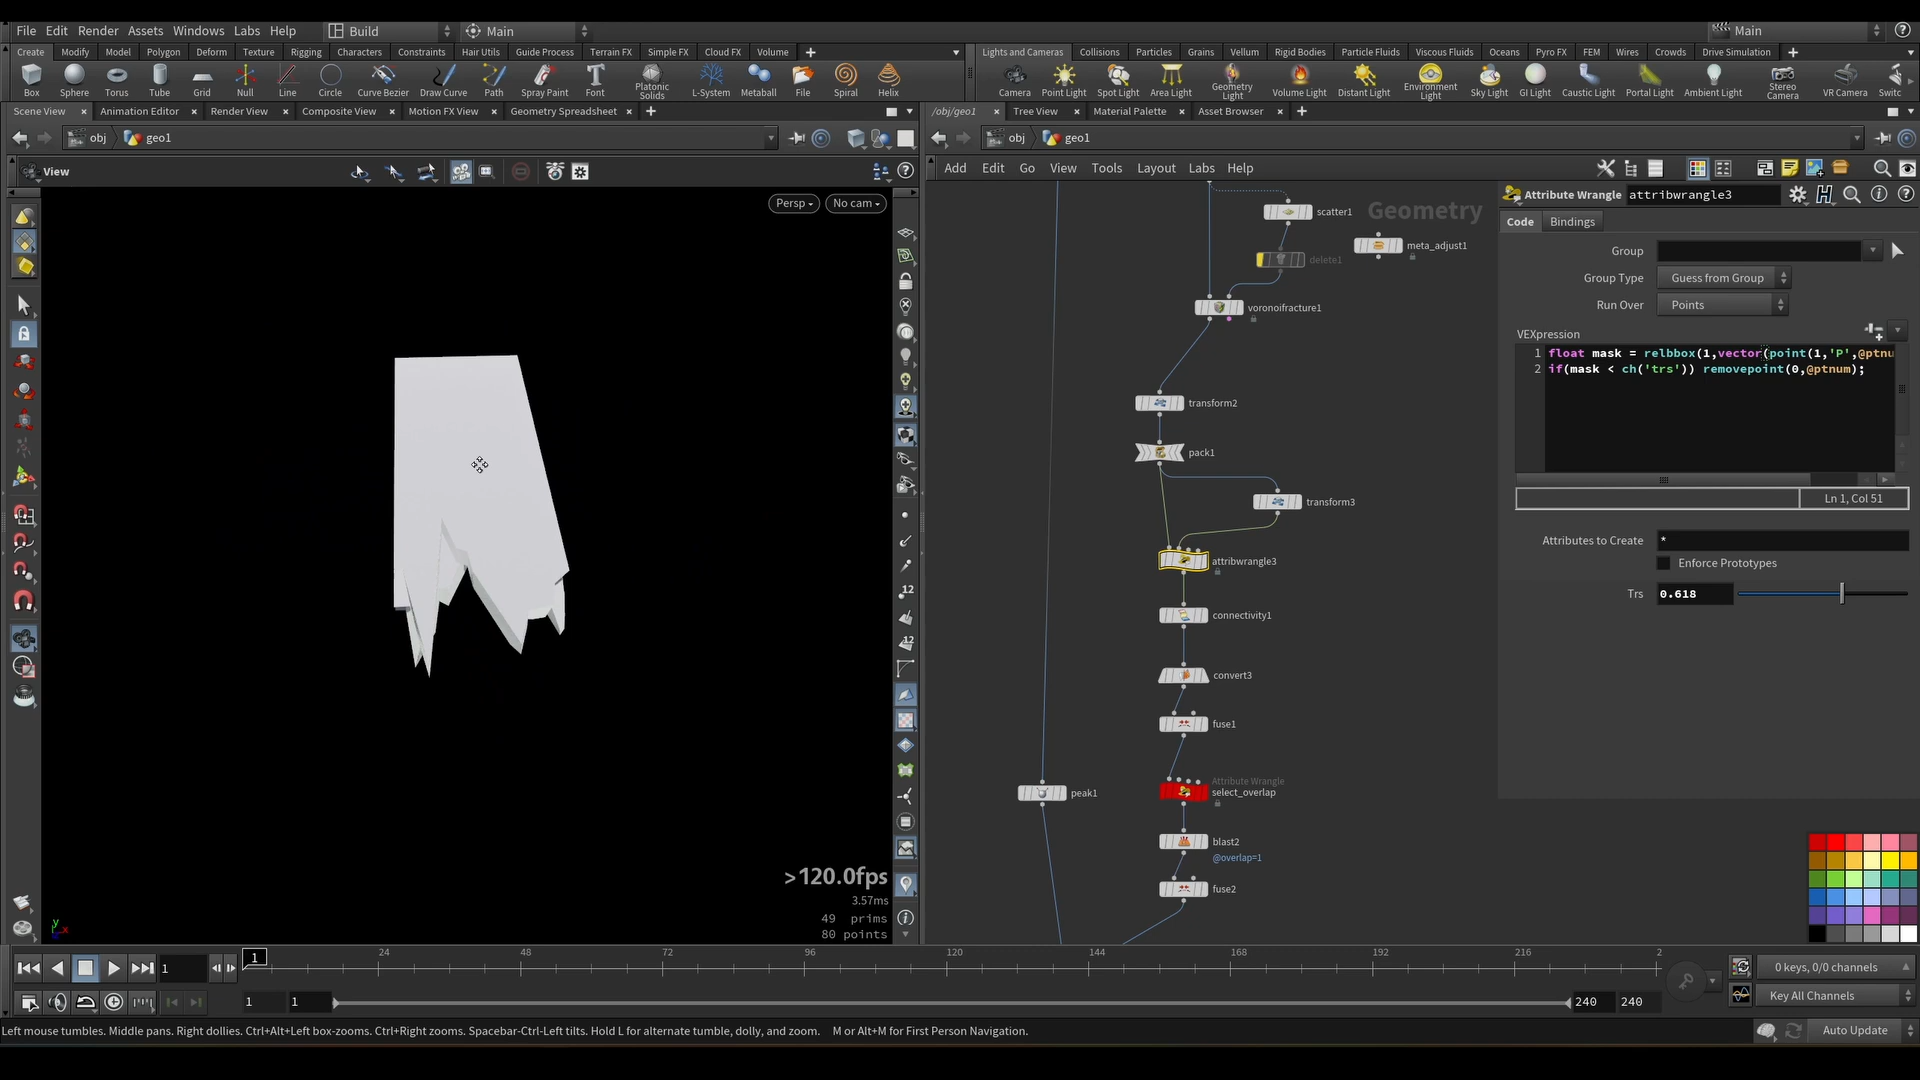 File Edit Render Assets Windows Labs Help Build Main Main
Create Modify Model Polygon Deform Texture Rigging Characters Constraints Hair Utils Guide Process Terrain FX Simple FX Cloud FX Volume
Lights and Cameras Collisions Particles Grains Vellum Rigid Bodies Particle Fluids Viscous Fluids Oceans Pyro FX FEM Wires Crowds Drive Simulation
Box Sphere Torus Tube Grid Null Line Circle Curve Bezier Draw Curve Path Spray Paint Font Platonic Solids L-System Metaball File Spiral Helix
Camera Point Light Spot Light Area Light Geometry Light Volume Light Distant Light Environment Light Sky Light GI Light Caustic Light Portal Light Ambient Light Stereo Camera VR Camera Switc
Scene View Animation Editor Render View Composite View Motion FX View Geometry Spreadsheet
/obj/geo1 Tree View Material Palette Asset Browser
obj geo1
obj geo1
View
Add Edit Go View Tools Layout Labs Help
Persp No cam
Geometry
scatter1
meta_adjust1
delete1
voronoifracture1
transform2
pack1
transform3
attribwrangle3
connectivity1
convert3
fuse1
Attribute Wrangle
select_overlap
peak1
blast2
@overlap=1
fuse2
Attribute Wrangle attribwrangle3
Code Bindings
Group
Group Type Guess from Group
Run Over Points
VEXpression
1 float mask = relbbox(1,vector(point(1,'P',@ptnu
2 if(mask < ch('trs')) removepoint(0,@ptnum);
Ln 1, Col 51
Attributes to Create *
Enforce Prototypes
Trs 0.618
12
12
>120.0fps
3.57ms
49 prims
80 points
y
x
1 24 48 72 96 120 144 168 192 216 2
1
0 keys, 0/0 channels
1 1 240 240
Key All Channels
Left mouse tumbles. Middle pans. Right dollies. Ctrl+Alt+Left box-zooms. Ctrl+Right zooms. Spacebar-Ctrl-Left tilts. Hold L for alternate tumble, dolly, and zoom. M or Alt+M for First Person Navigation.
Auto Update